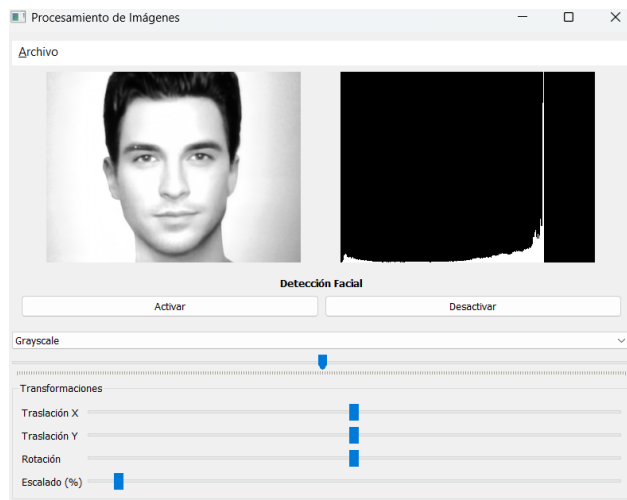 Procesamiento de Imágenes
Archivo
Detección Facial
Activar Desactivar
Grayscale
Transformaciones
Traslación X
Traslación Y
Rotación
Escalado (%)